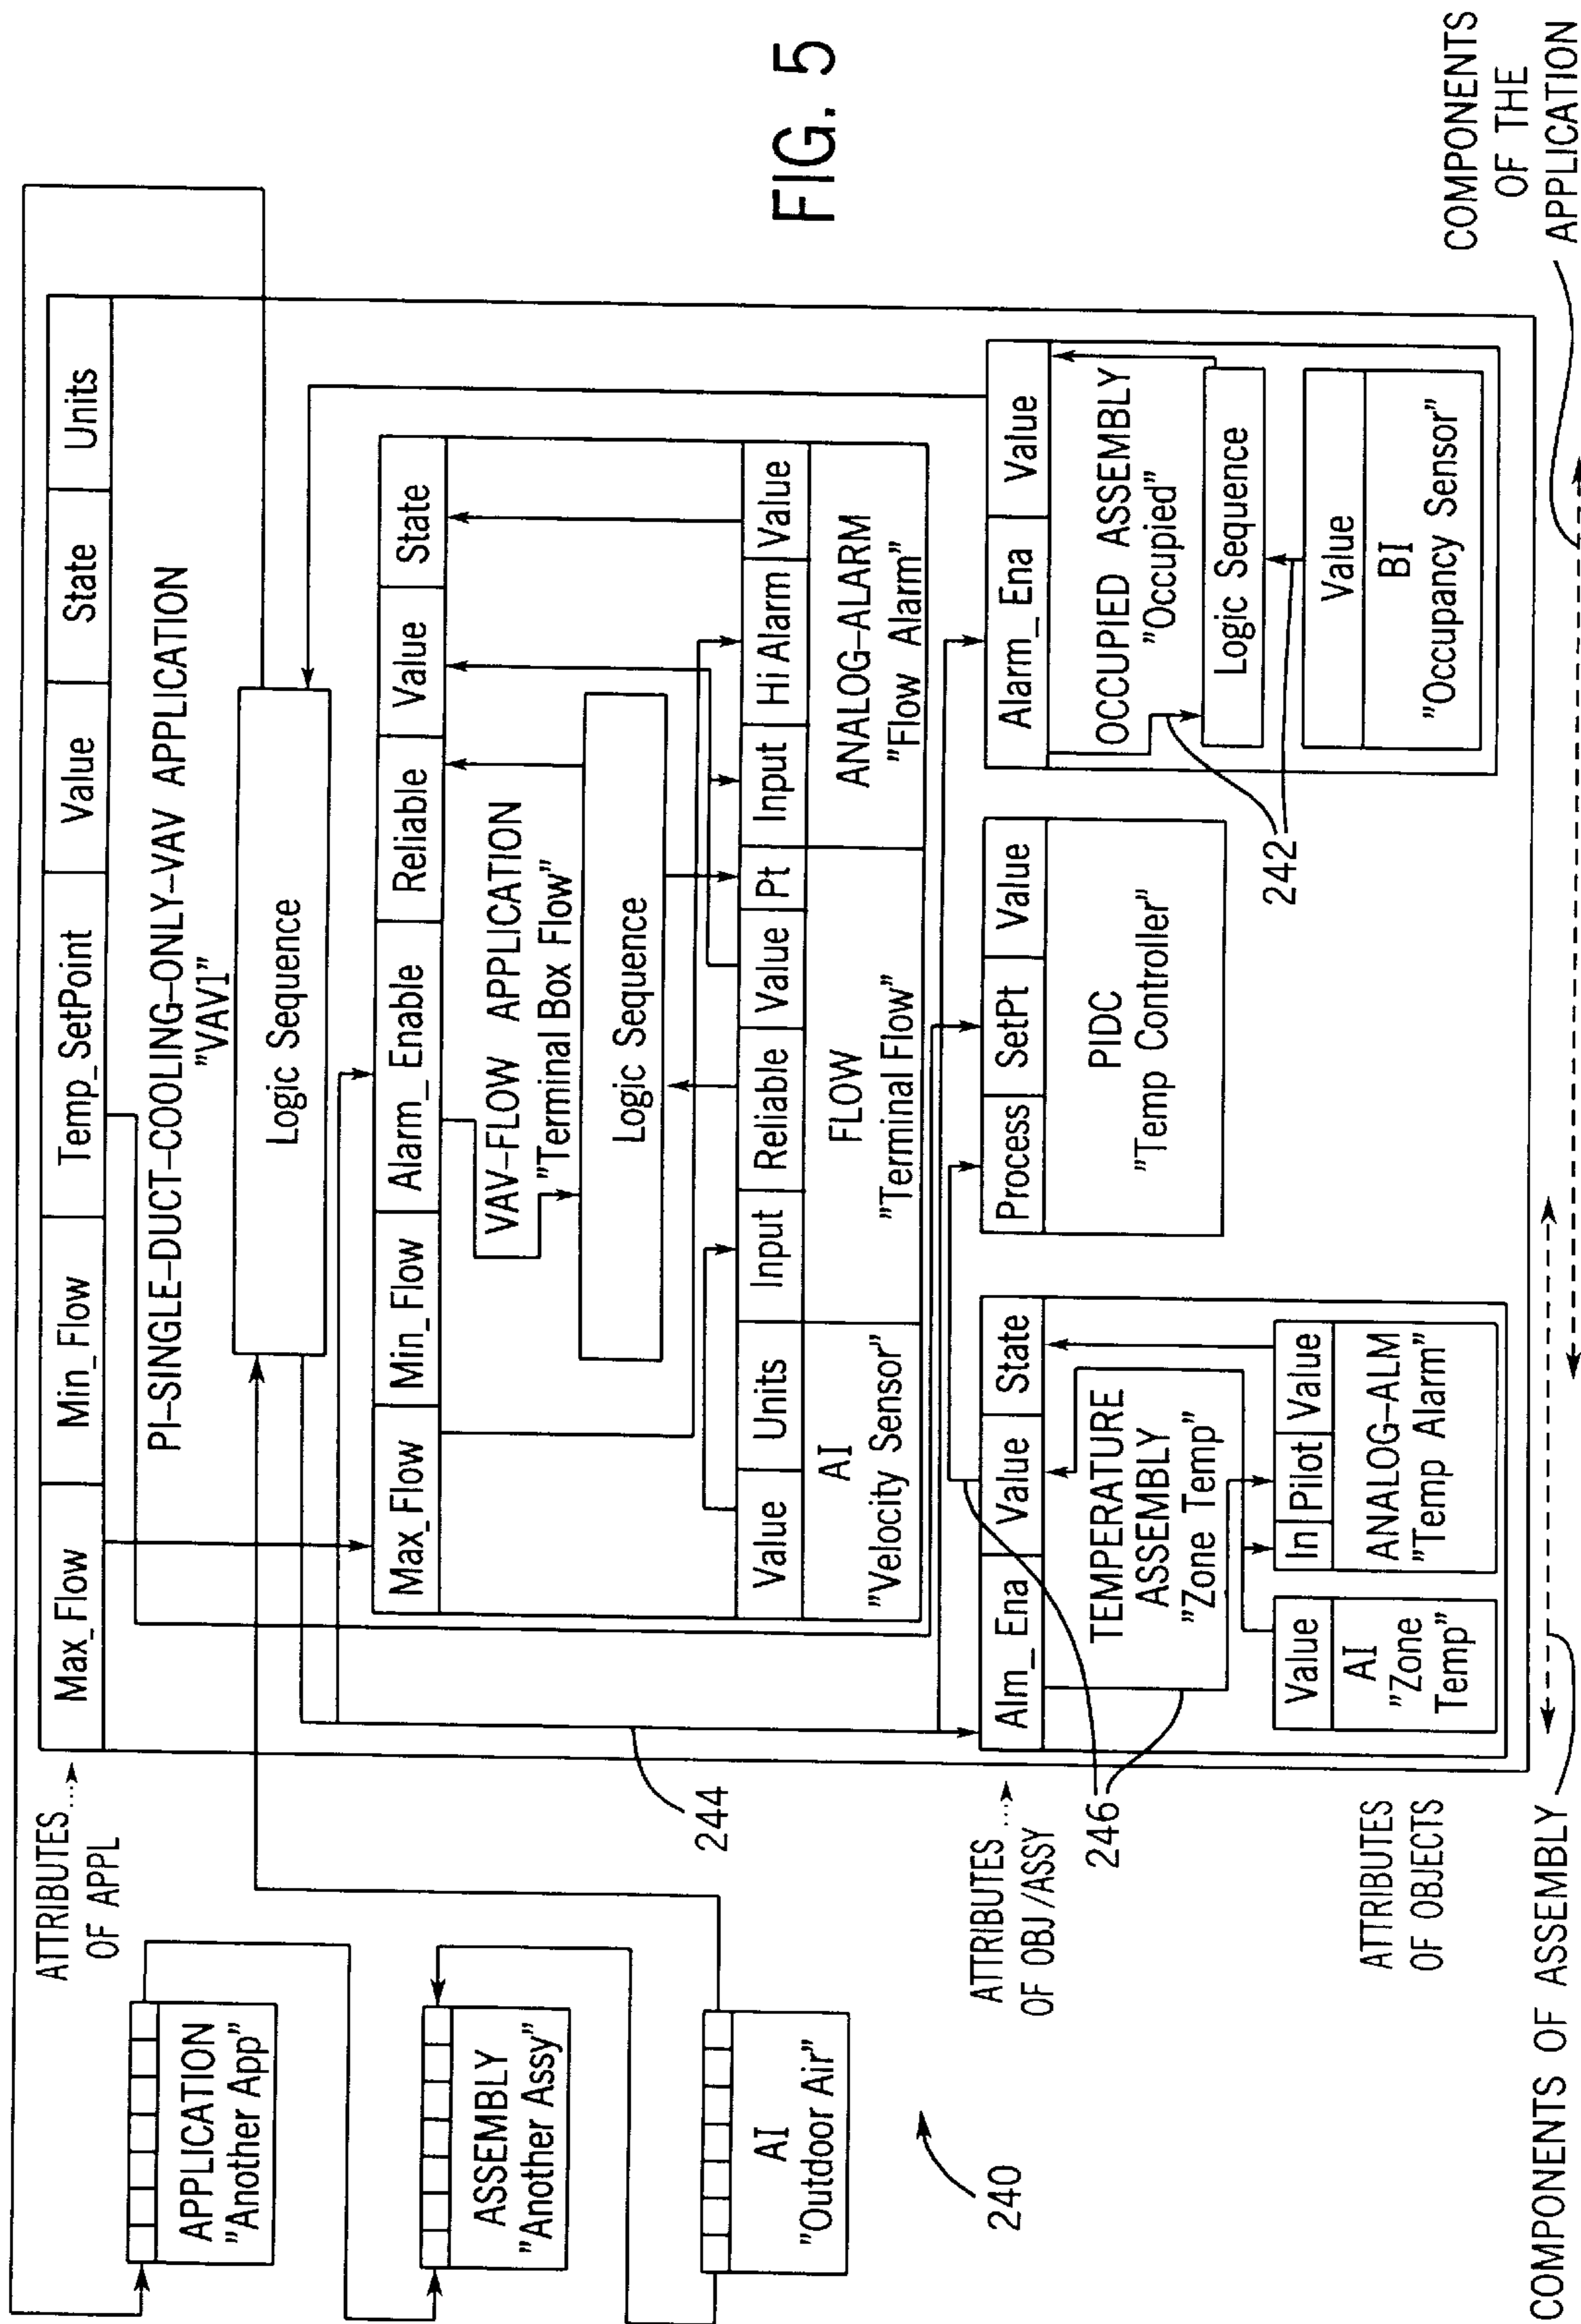 ATTRIBUTES
OF APPL
Max_Flow Min_Flow Temp_SetPoint Value State Units
PI-SINGLE-DUCT-COOLING-ONLY-VAV APPLICATION
"VAV1"
Logic Sequence
APPLICATION
"Another App"
ASSEMBLY
"Another Assy"
AI
"Outdoor Air"
240
244
Max_Flow Min_Flow Alarm_Enable Reliable Value State
VAV-FLOW APPLICATION
"Terminal Box Flow"
Logic Sequence
Value Units Input Reliable Value Pt Input Hi Alarm Value
AI
"Velocity Sensor"
FLOW
"Terminal Flow"
ANALOG-ALARM
"Flow Alarm"
ATTRIBUTES
OF OBJ/ASSY
246
Alm_Ena Value State
TEMPERATURE
ASSEMBLY
"Zone Temp"
Value
AI
"Zone
Temp"
In Pilot Value
ANALOG-ALM
"Temp Alarm"
Process SetPt Value
PIDC
"Temp Controller"
242
Alarm_Ena Value
OCCUPIED ASSEMBLY
"Occupied"
Logic Sequence
Value
BI
"Occupancy Sensor"
ATTRIBUTES
OF OBJECTS
COMPONENTS OF ASSEMBLY
COMPONENTS
OF THE
APPLICATION
FIG. 5